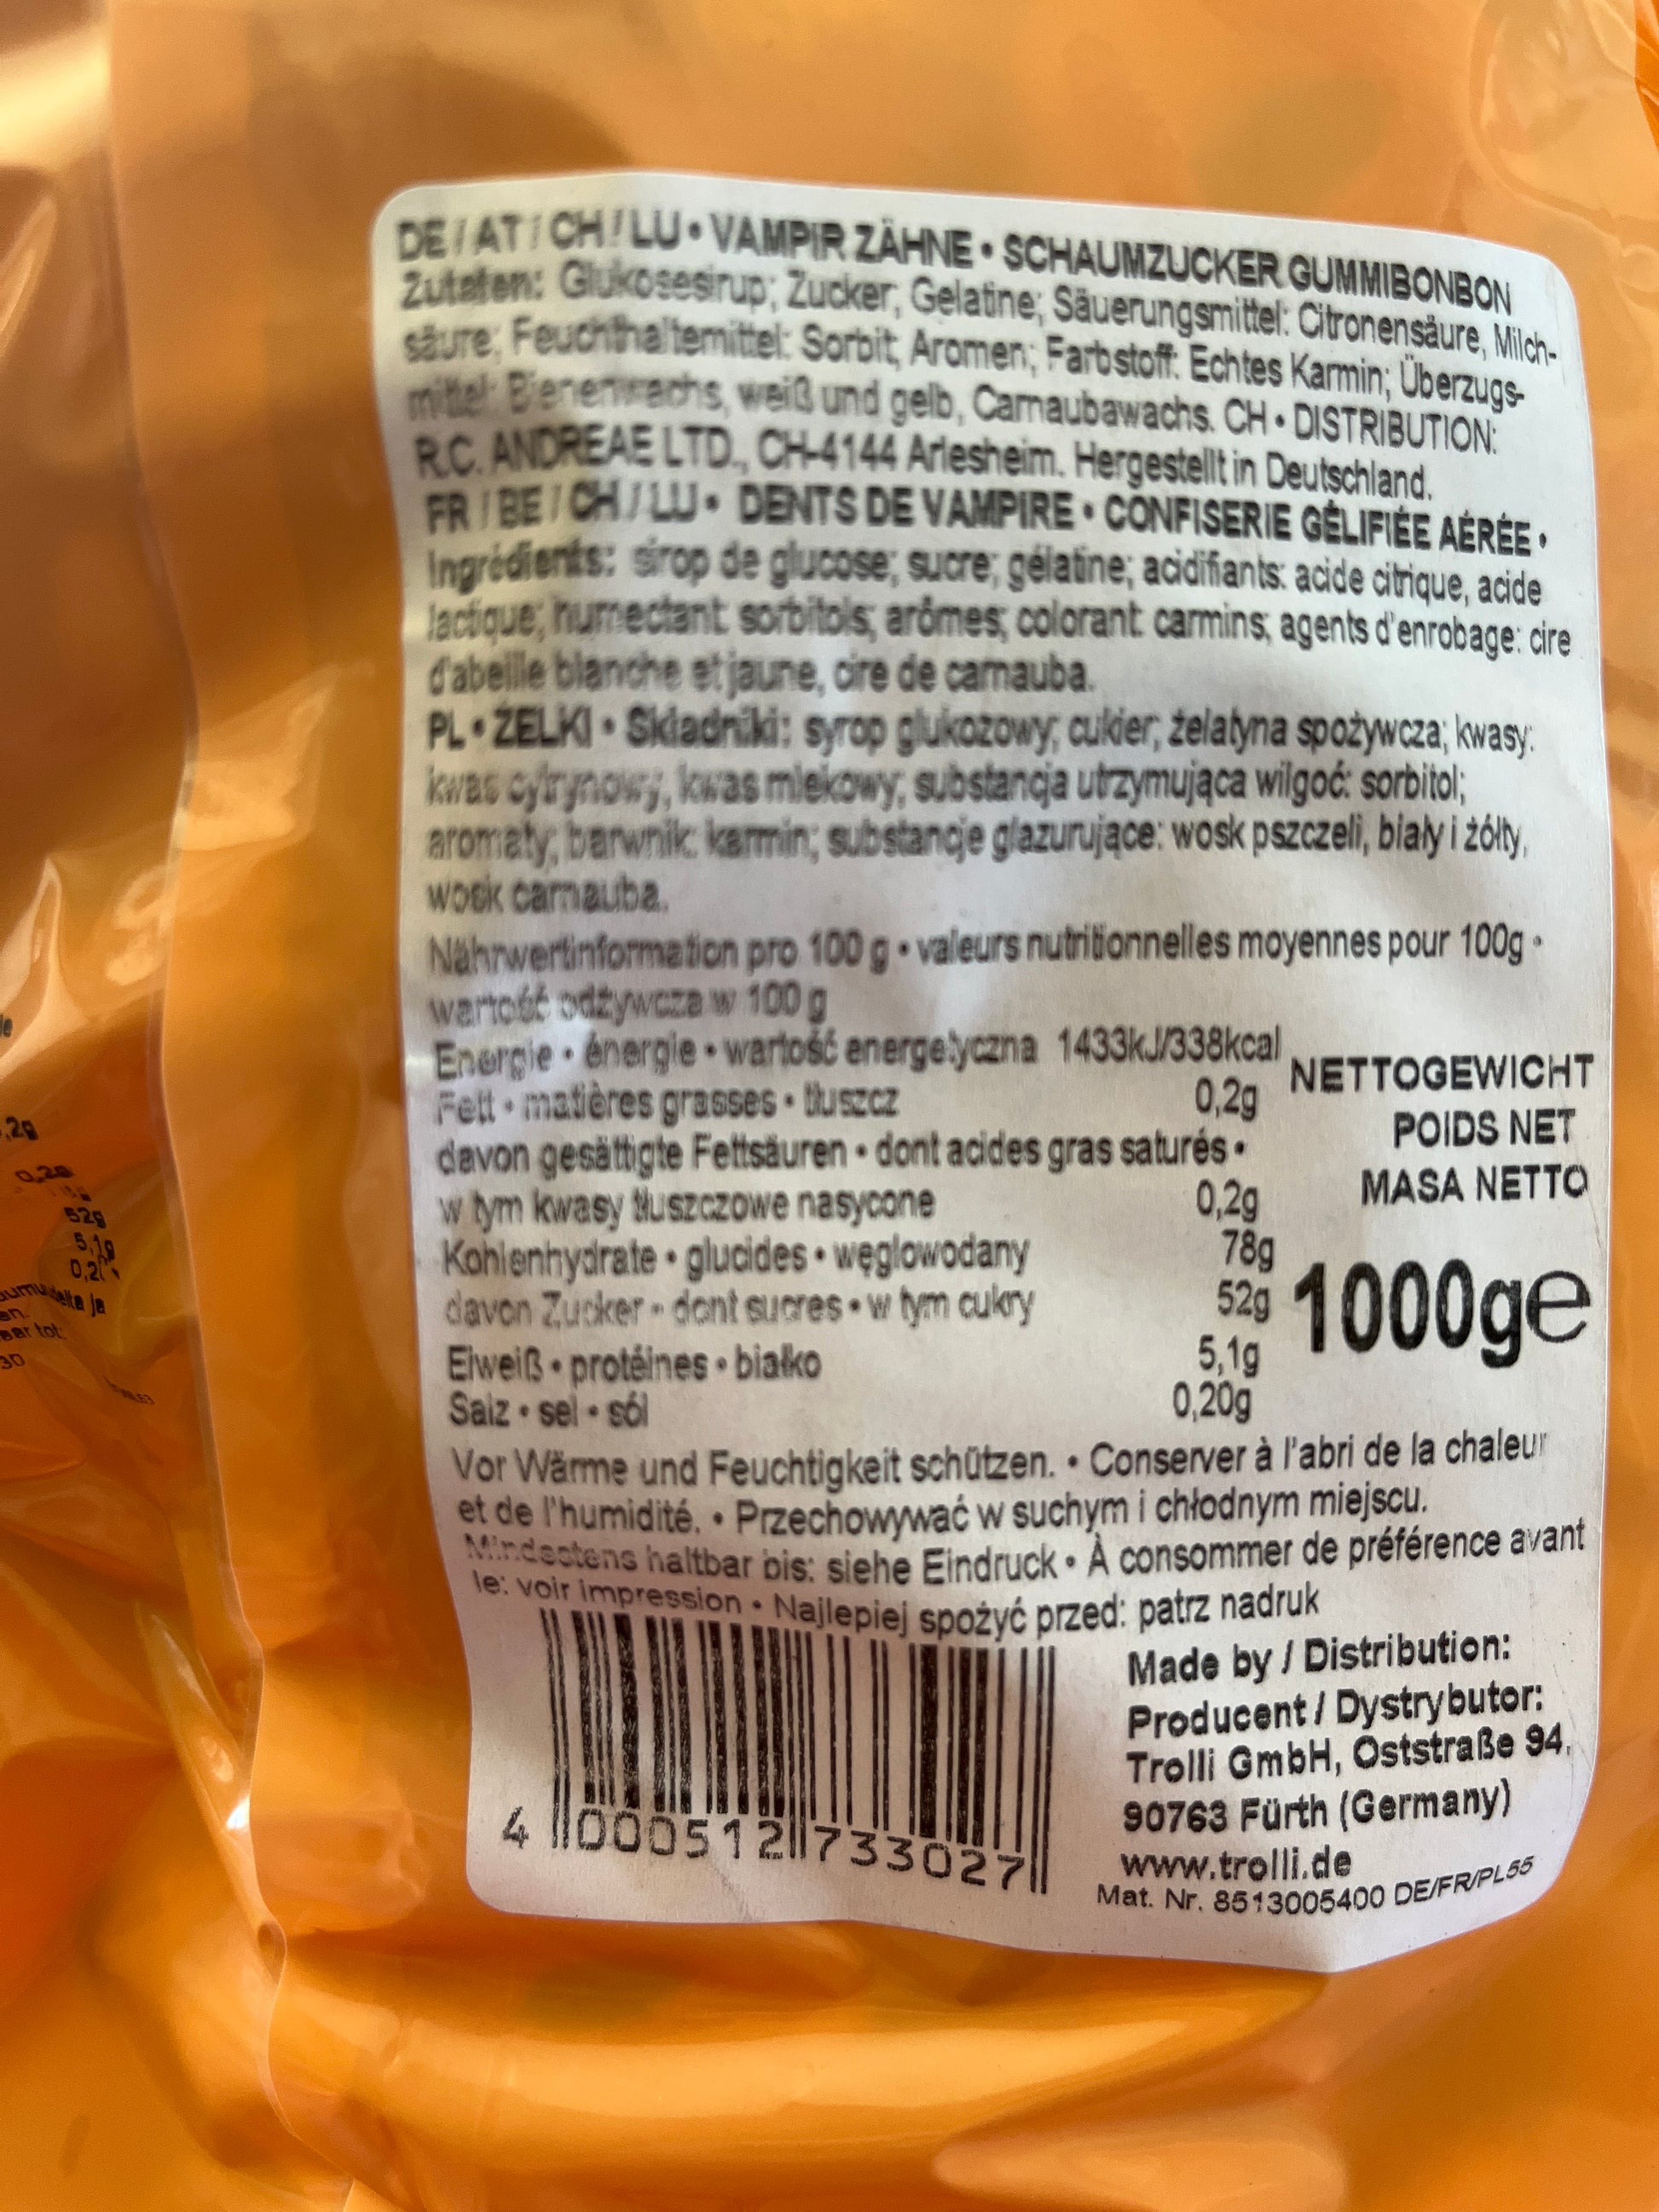 DE / AT / CH / LU • VAMPIR ZÄHNE • SCHAUMZUCKER GUMMIBONBON
Zutaten: Glukosesirup; Zucker; Gelatine; Säuerungsmittel: Citronensäure, Milch-
säure; Feuchthaltemittel: Sorbit; Aromen; Farbstoff: Echtes Karmin; Überzugs-
mittel: Bienenwachs, weiß und gelb, Carnaubawachs. CH • DISTRIBUTION:
R.C. ANDREAE LTD., CH-4144 Arlesheim. Hergestellt in Deutschland.
FR / BE / CH / LU • DENTS DE VAMPIRE • CONFISERIE GÉLIFIÉE AÉRÉE •
Ingrédients: sirop de glucose; sucre; gélatine; acidifiants: acide citrique, acide
lactique; humectant: sorbitols; arômes; colorant: carmins; agents d'enrobage: cire
d'abeille blanche et jaune, cire de carnauba.
PL • ŻELKI • Składniki: syrop glukozowy; cukier; żelatyna spożywcza; kwasy:
kwas cytrynowy, kwas mlekowy; substancja utrzymująca wilgoć: sorbitol;
aromaty; barwnik: karmin; substancje glazurujące: wosk pszczeli, biały i żółty,
wosk carnauba.
Nährwertinformation pro 100 g • valeurs nutritionnelles moyennes pour 100g •
wartość odżywcza w 100 g
Energie • énergie • wartość energetyczna 1433kJ/338kcal
Fett • matières grasses • tłuszcz 0,2g
davon gesättigte Fettsäuren • dont acides gras saturés •
w tym kwasy tłuszczowe nasycone 0,2g
Kohlenhydrate • glucides • węglowodany 78g
davon Zucker • dont sucres • w tym cukry 52g
Eiweiß • protéines • białko 5,1g
Salz • sel • sól 0,20g
NETTOGEWICHT
POIDS NET
MASA NETTO
1000g℮
Vor Wärme und Feuchtigkeit schützen. • Conserver à l'abri de la chaleur
et de l'humidité. • Przechowywać w suchym i chłodnym miejscu.
Mindestens haltbar bis: siehe Eindruck • À consommer de préférence avant
le: voir impression • Najlepiej spożyć przed: patrz nadruk
4 000512 733027
Made by / Distribution:
Producent / Dystrybutor:
Trolli GmbH, Oststraße 94,
90763 Fürth (Germany)
www.trolli.de
Mat. Nr. 8513005400 DE/FR/PL55
52g
5,1g